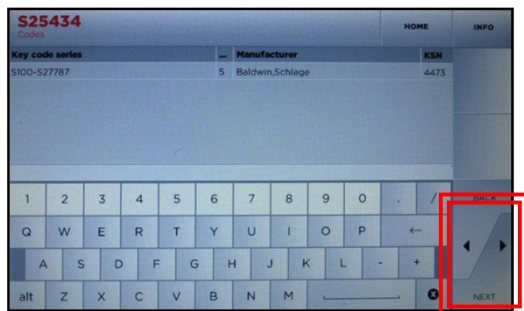 S25434
Codes
HOME
INFO
Key code series ... Manufacturer KSN
S100-S27787 5 Baldwin,Schlage 4473
1 2 3 4 5 6 7 8 9 0 . /
BACK
Q W E R T Y U I O P ←
A S D F G H J K L - +
alt Z X C V B N M
NEXT